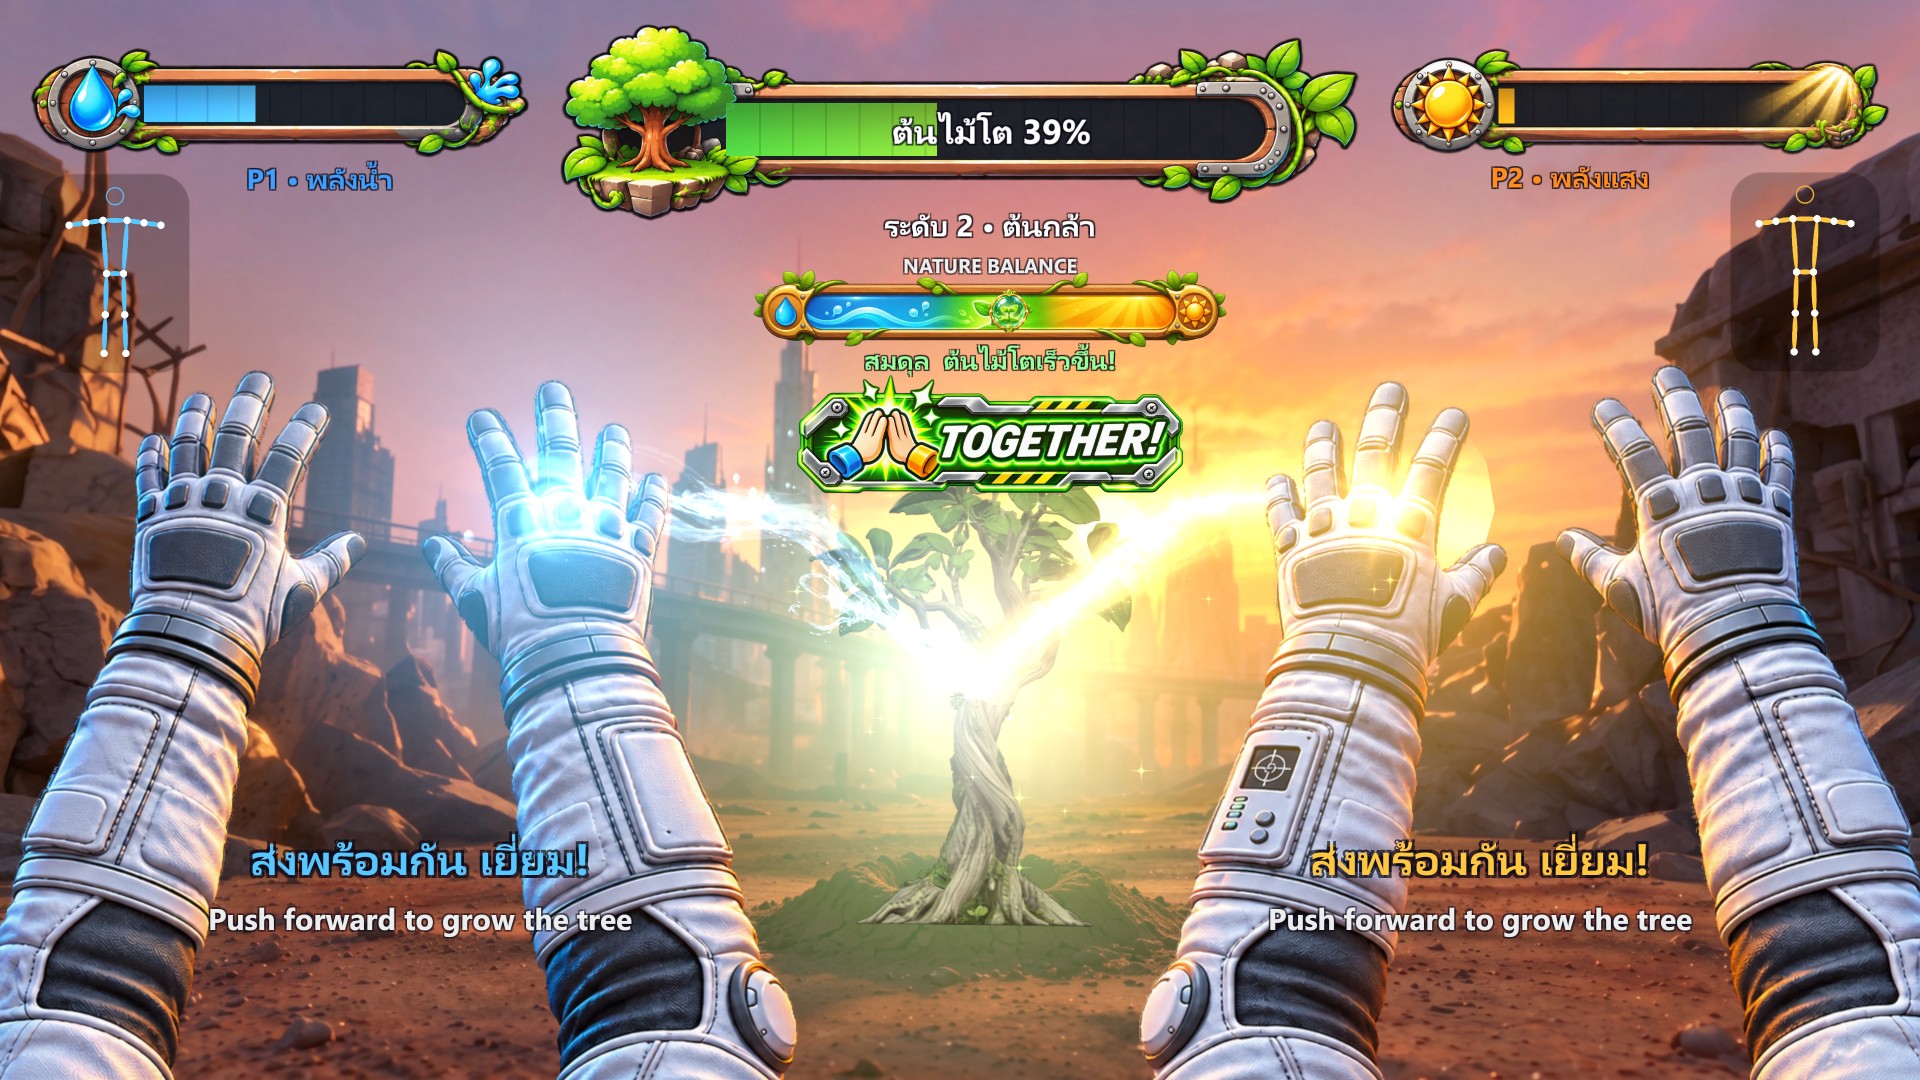 ต้นไม้โต 39%
P1 • พลังน้ำ
P2 • พลังแสง
ระดับ 2 • ต้นกล้า
NATURE BALANCE
สมดุล ต้นไม้โตเร็วขึ้น!
TOGETHER!
ส่งพร้อมกัน เยี่ยม!
Push forward to grow the tree
ส่งพร้อมกัน เยี่ยม!
Push forward to grow the tree